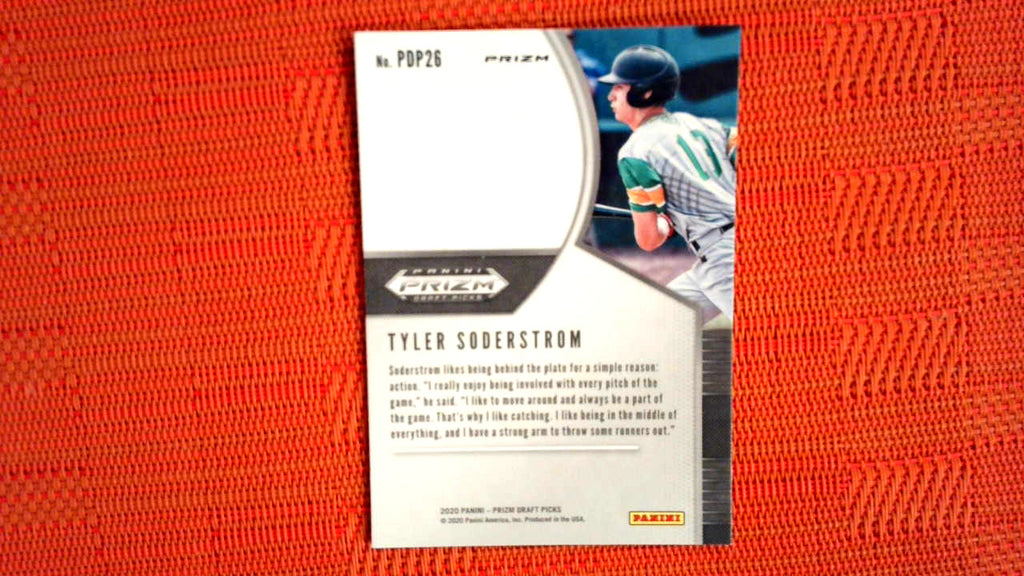 No. PDP26
PRIZM
17
PANINI
PRIZM
DRAFT PICKS
TYLER SODERSTROM
Soderstrom likes being behind the plate for a simple reason:
action. "I really enjoy being involved with every pitch of the
game," he said. "I like to move around and always be a part of
the game. That's why I like catching. I like being in the middle of
everything, and I have a strong arm to throw some runners out."
2020 PANINI – PRIZM DRAFT PICKS
© 2020 Panini America, Inc. Produced in the USA.
PANINI